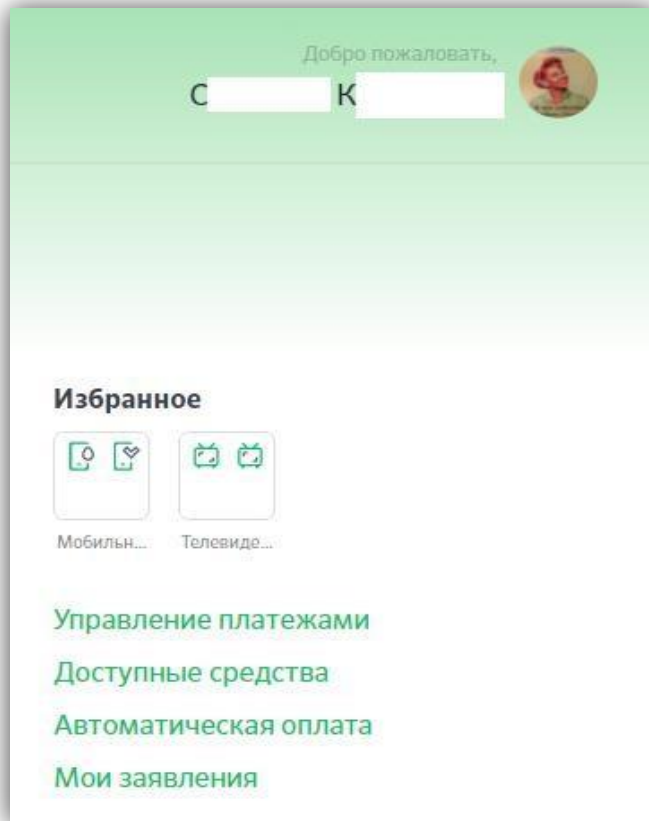 Добро пожаловать,
С К
Избранное
Мобильн... Телевиде...
Управление платежами
Доступные средства
Автоматическая оплата
Мои заявления